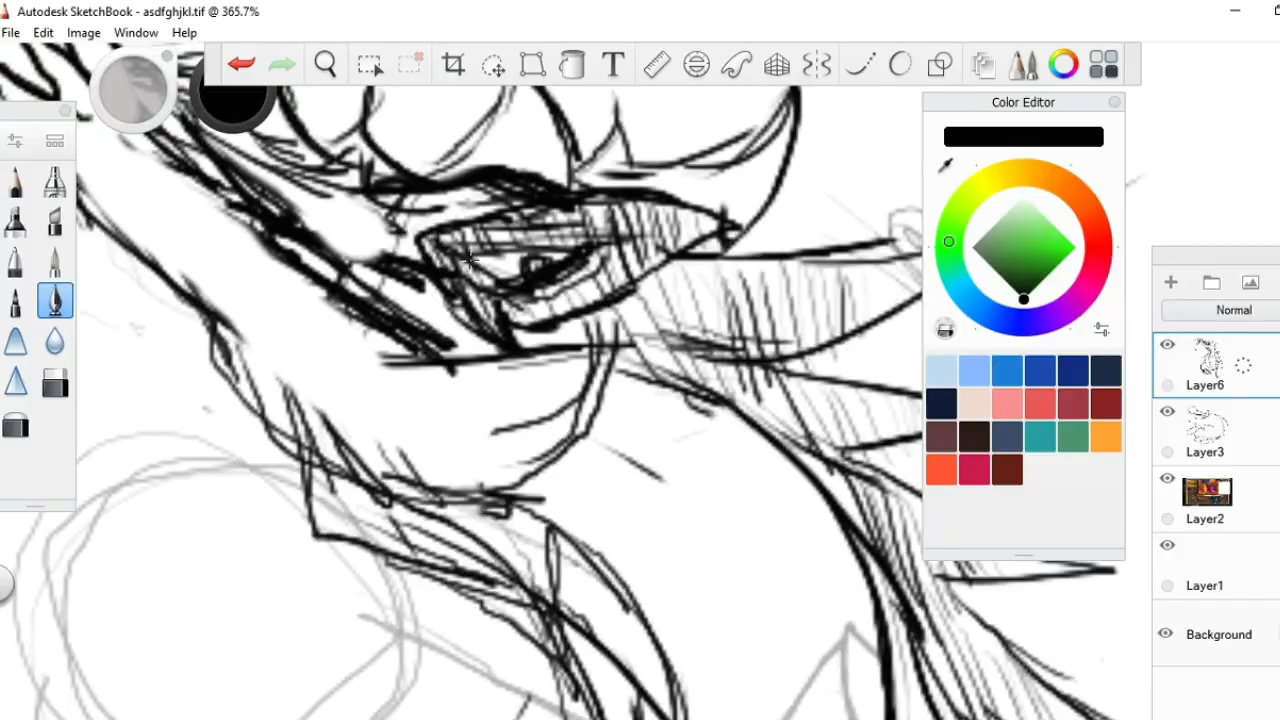 Autodesk SketchBook - asdfghjkl.tif @ 365.7%
File Edit Image Window Help
T
Color Editor
Normal
Layer6
Layer3
Layer2
Layer1
Background